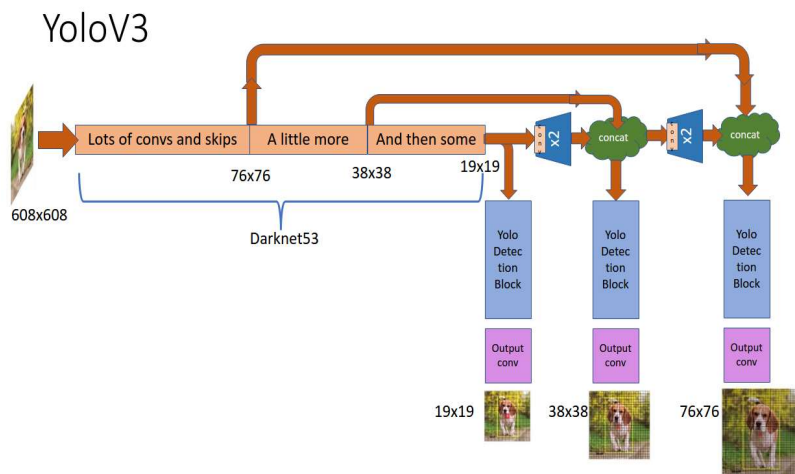 YoloV3
Lots of convs and skips
A little more
And then some
conv
x2
concat
conv
x2
concat
76x76
38x38
19x19
608x608
Darknet53
Yolo
Detec
tion
Block
Yolo
Detec
tion
Block
Yolo
Detec
tion
Block
Output
conv
Output
conv
Output
conv
19x19
38x38
76x76